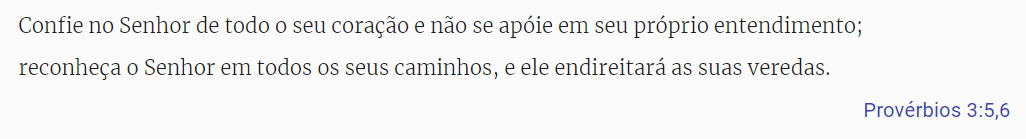 Confie no Senhor de todo o seu coração e não se apóie em seu próprio entendimento;
reconheça o Senhor em todos os seus caminhos, e ele endireitará as suas veredas.
Provérbios 3:5,6